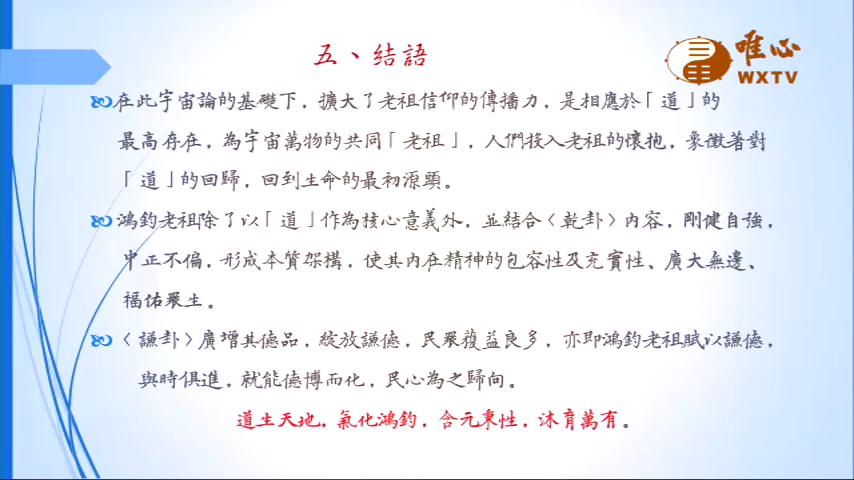 五、結語
唯心
WXTV
在此宇宙論的基礎下，擴大了老祖信仰的傳播力，是相應於「道」的
最高存在，為宇宙萬物的共同「老祖」，人們投入老祖的懷抱，象徵著對
「道」的回歸，回到生命的最初源頭。
鴻鈞老祖除了以「道」作為核心意義外，並結合〈乾卦〉內容，剛健自強，
中正不偏，形成本質架構，使其內在精神的包容性及充實性、廣大無邊、
福佑眾生。
〈謙卦〉廣增其德品，綻放謙德，民眾獲益良多，亦即鴻鈞老祖賦以謙德，
與時俱進，就能德博而化，民心為之歸向。
道生天地，氣化鴻鈞，含元秉性，沐育萬有。